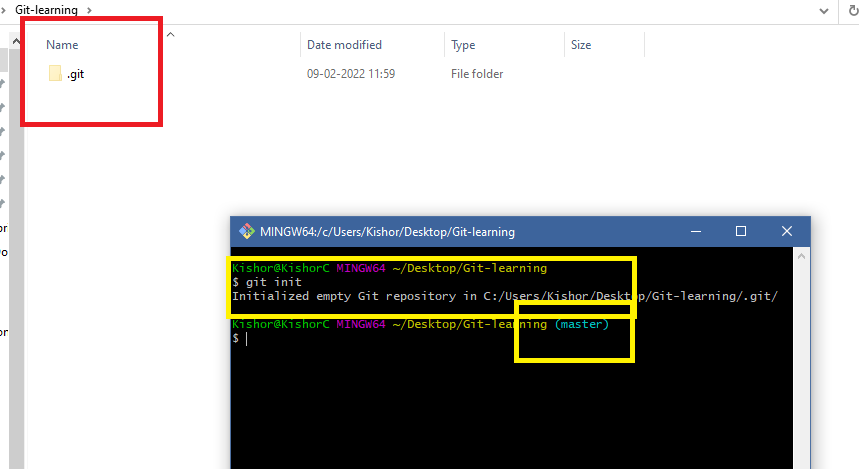 Git-learning
Name Date modified Type Size
.git 09-02-2022 11:59 File folder
MINGW64:/c/Users/Kishor/Desktop/Git-learning
Kishor@KishorC MINGW64 ~/Desktop/Git-learning
$ git init
Initialized empty Git repository in C:/Users/Kishor/Desktop/Git-learning/.git/
Kishor@KishorC MINGW64 ~/Desktop/Git-learning (master)
$
or
o
or